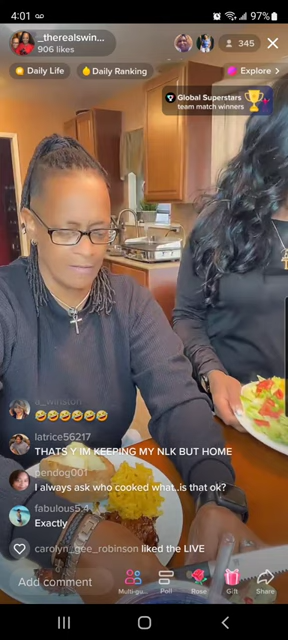 4:01
97%
_therealswin...
906 likes
345
Daily Life
Daily Ranking
Explore >
Global Superstars
team match winners
a_winston
🤣🤣🤣🤣🤣🤣
latrice56217
THATS Y IM KEEPING MY NLK BUT HOME
pendog001
I always ask who cooked what..is that ok?
fabulous5.4
Exactly
carolyn_gee_robinson liked the LIVE
Add comment
Multi-gu...
Poll
Rose
Gift
Share